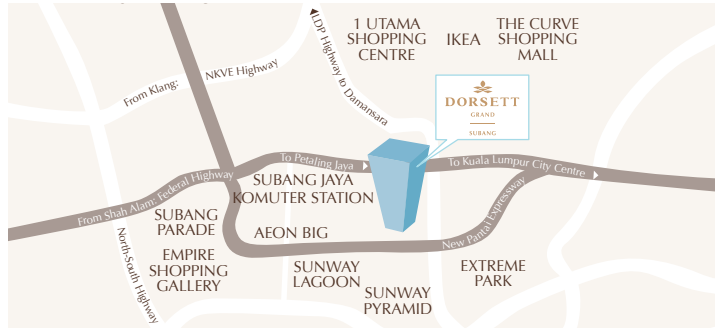 1 UTAMA
SHOPPING
CENTRE
IKEA
THE CURVE
SHOPPING
MALL
LDP Highway to Damansara
NKVE Highway
From Klang:
DORSETT
GRAND
SUBANG
To Petaling Jaya
To Kuala Lumpur City Centre
From Shah Alam: Federal Highway
SUBANG JAYA
KOMUTER STATION
SUBANG
PARADE
AEON BIG
New Pantai Expressway
North-South Highway
EMPIRE
SHOPPING
GALLERY
SUNWAY
LAGOON
SUNWAY
PYRAMID
EXTREME
PARK